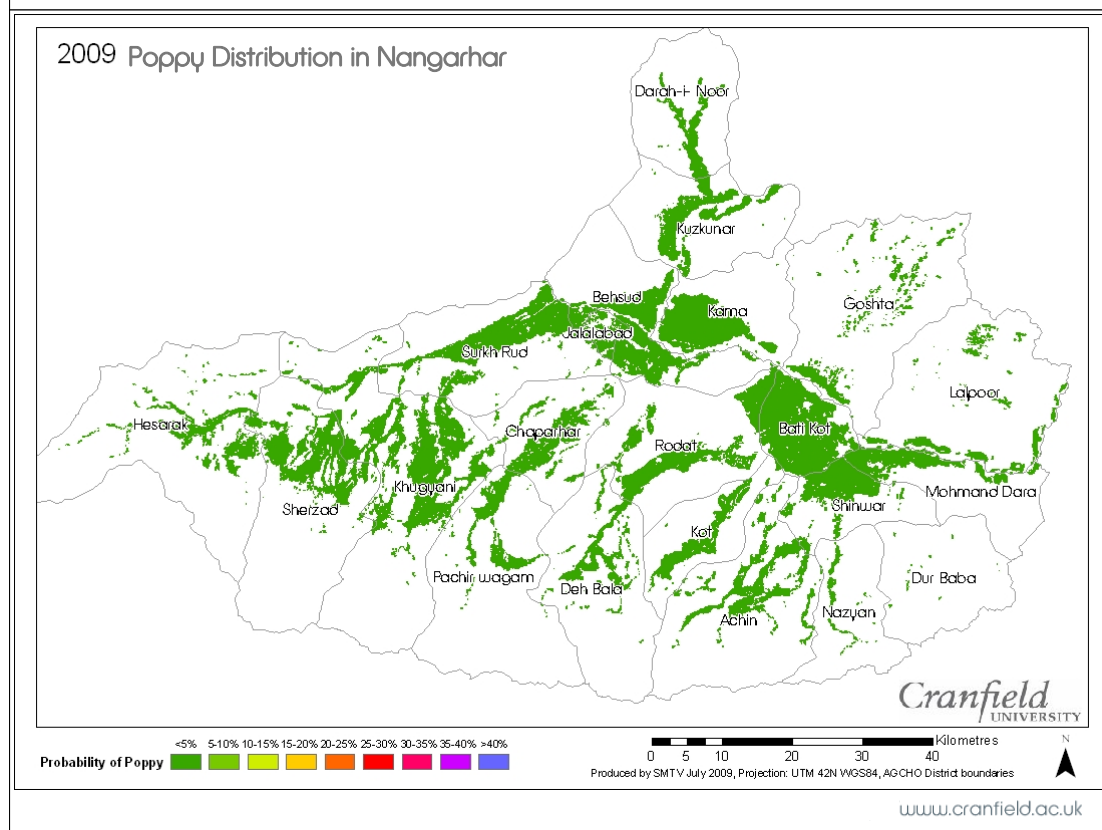 2009 Poppy Distribution in Nangarhar
Darah-i- Noor
Kuzkunar
Goshta
Behsud
Kama
Jalalabad
Surkh Rud
Lalpoor
Hesarak
Chaparhar
Bati Kot
Rodat
Khugyani
Mohmand Dara
Sherzad
Shinwar
Kot
Pachir wagam
Deh Bala
Dur Baba
Achin
Nazyan
Cranfield
UNIVERSITY
<5% 5-10% 10-15% 15-20% 20-25% 25-30% 30-35% 35-40% >40%
Probability of Poppy
Kilometres
0 5 10 20 30 40
N
Produced by SMTV July 2009, Projection: UTM 42N WGS84, AGCHO District boundaries
www.cranfield.ac.uk